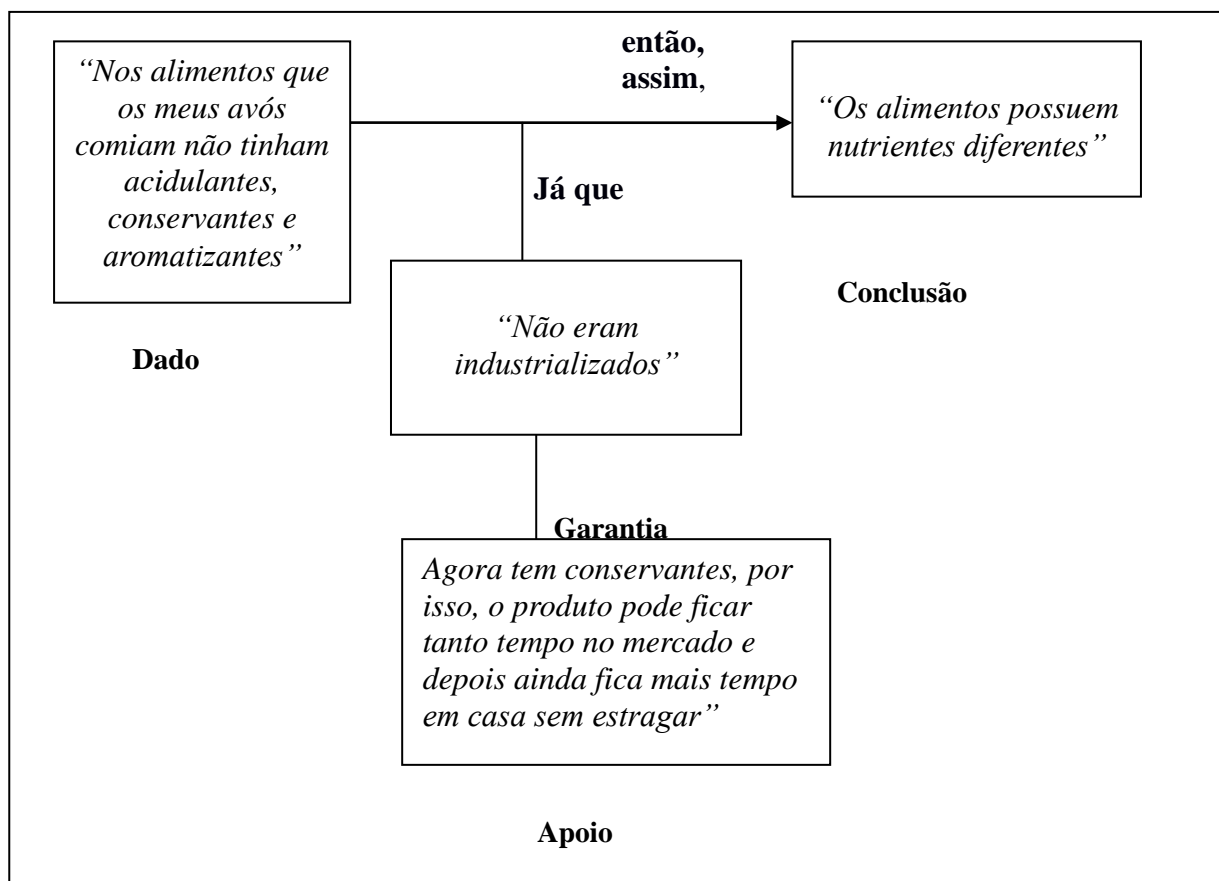 “Nos alimentos que
os meus avós
comiam não tinham
acidulantes,
conservantes e
aromatizantes”
Dado
então,
assim,
“Os alimentos possuem
nutrientes diferentes”
Conclusão
Já que
“Não eram
industrializados”
Garantia
Agora tem conservantes, por
isso, o produto pode ficar
tanto tempo no mercado e
depois ainda fica mais tempo
em casa sem estragar”
Apoio